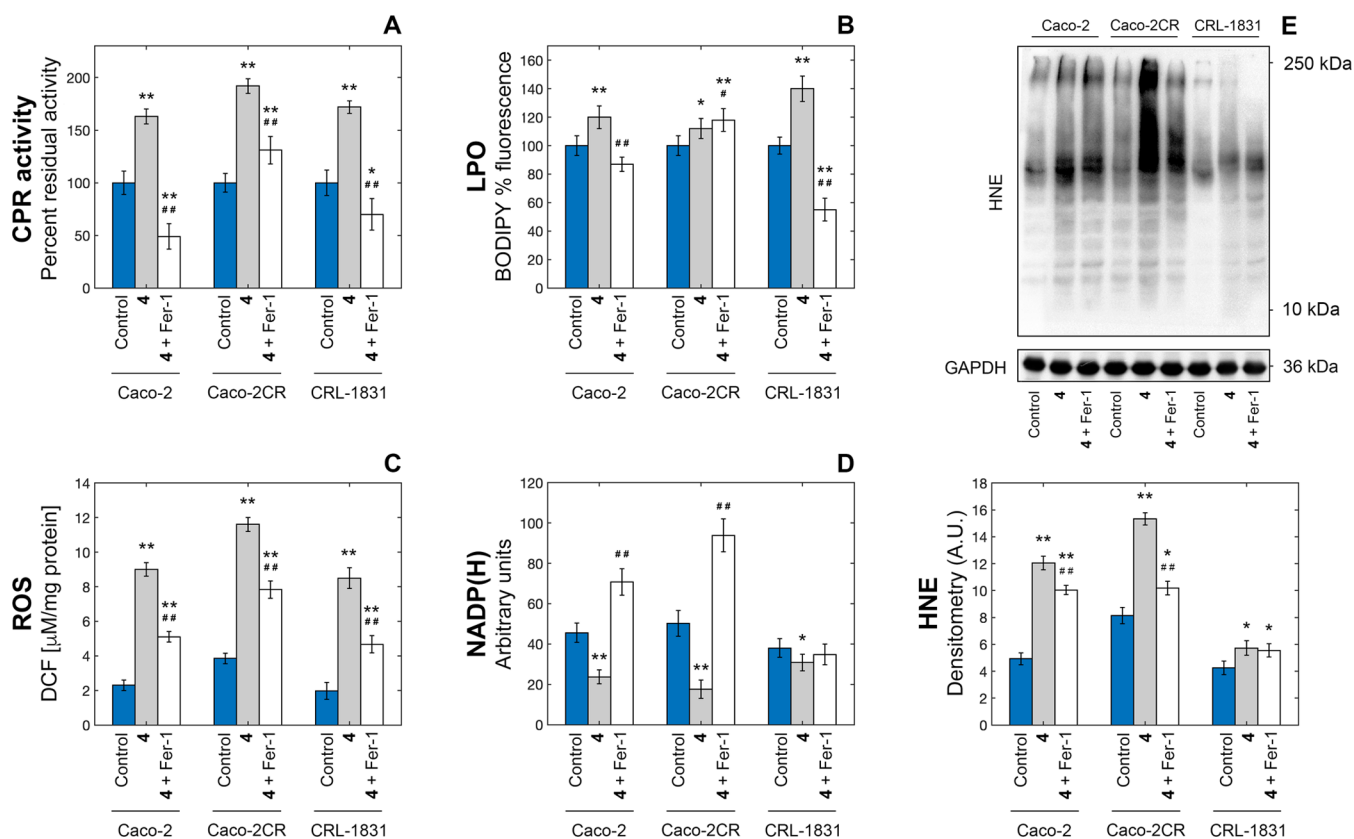 A
CPR activity
Percent residual activity
200
150
100
50
0
**
**
##
**
**
##
**
*
##
Control
4
4 + Fer-1
Control
4
4 + Fer-1
Control
4
4 + Fer-1
Caco-2
Caco-2CR
CRL-1831
B
LPO
BODIPY % fluorescence
160
140
120
100
80
60
40
20
0
**
##
*
**
#
**
**
##
Control
4
4 + Fer-1
Control
4
4 + Fer-1
Control
4
4 + Fer-1
Caco-2
Caco-2CR
CRL-1831
E
Caco-2
Caco-2CR
CRL-1831
HNE
250 kDa
10 kDa
GAPDH
36 kDa
Control
4
4 + Fer-1
Control
4
4 + Fer-1
Control
4
4 + Fer-1
C
ROS
DCF [µM/mg protein]
14
12
10
8
6
4
2
0
**
**
##
**
**
##
**
**
##
Control
4
4 + Fer-1
Control
4
4 + Fer-1
Control
4
4 + Fer-1
Caco-2
Caco-2CR
CRL-1831
D
NADP(H)
Arbitrary units
120
100
80
60
40
20
0
**
##
**
##
*
Control
4
4 + Fer-1
Control
4
4 + Fer-1
Control
4
4 + Fer-1
Caco-2
Caco-2CR
CRL-1831
HNE
Densitometry (A.U.)
18
16
14
12
10
8
6
4
2
0
**
**
##
**
*
##
*
*
Control
4
4 + Fer-1
Control
4
4 + Fer-1
Control
4
4 + Fer-1
Caco-2
Caco-2CR
CRL-1831